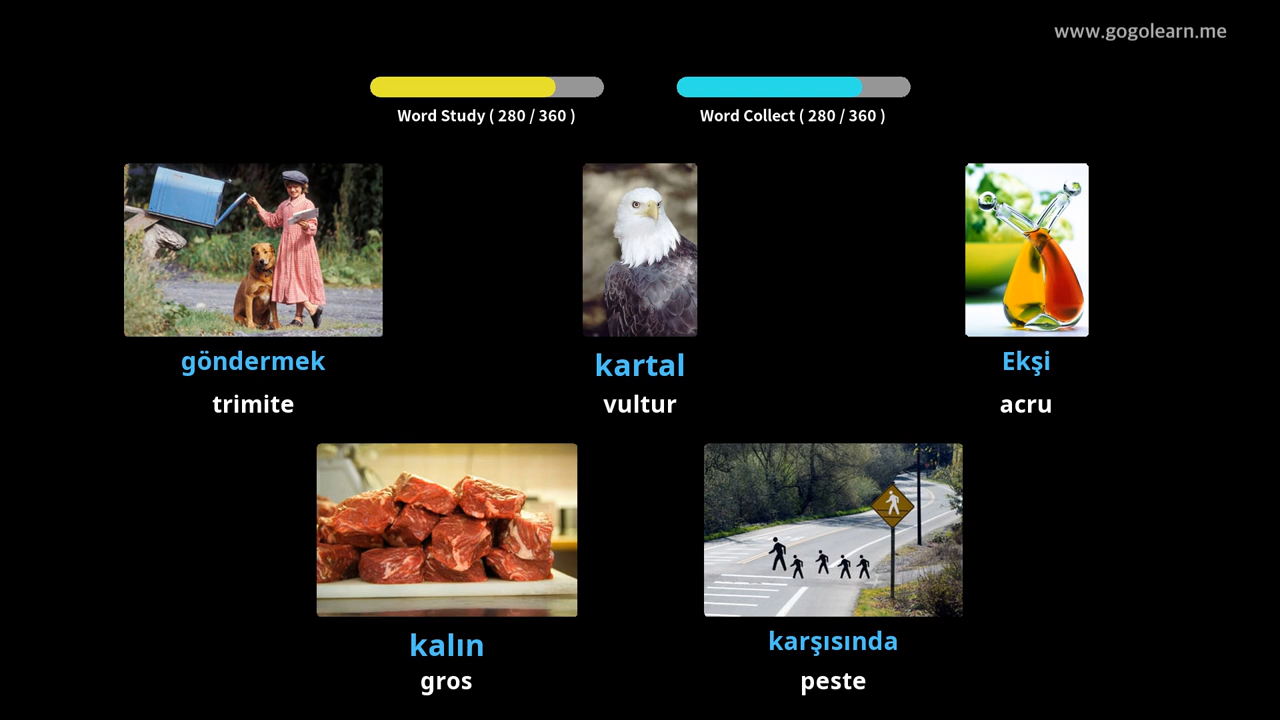 www.gogolearn.me
Word Study ( 280 / 360 )
Word Collect ( 280 / 360 )
göndermek
trimite
kartal
vultur
Ekşi
acru
kalın
gros
karşısında
peste